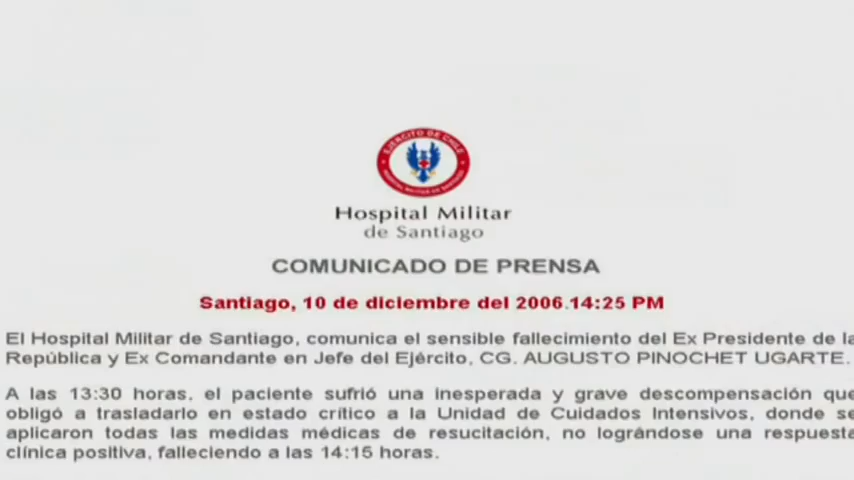 EJERCITO DE CHILE
HOSPITAL MILITAR DE SANTIAGO
Hospital Militar
de Santiago
COMUNICADO DE PRENSA
Santiago, 10 de diciembre del 2006.14:25 PM
El Hospital Militar de Santiago, comunica el sensible fallecimiento del Ex Presidente de la
República y Ex Comandante en Jefe del Ejército, CG. AUGUSTO PINOCHET UGARTE.
A las 13:30 horas, el paciente sufrió una inesperada y grave descompensación que
obligó a trasladarlo en estado crítico a la Unidad de Cuidados Intensivos, donde se
aplicaron todas las medidas médicas de resucitación, no lográndose una respuesta
clínica positiva, falleciendo a las 14:15 horas.